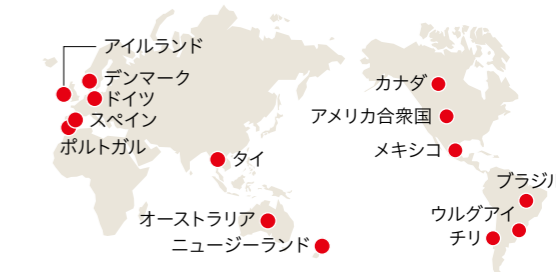 アイルランド
デンマーク
ドイツ
スペイン
ポルトガル
タイ
オーストラリア
ニュージーランド
カナダ
アメリカ合衆国
メキシコ
ブラジル
ウルグアイ
チリ